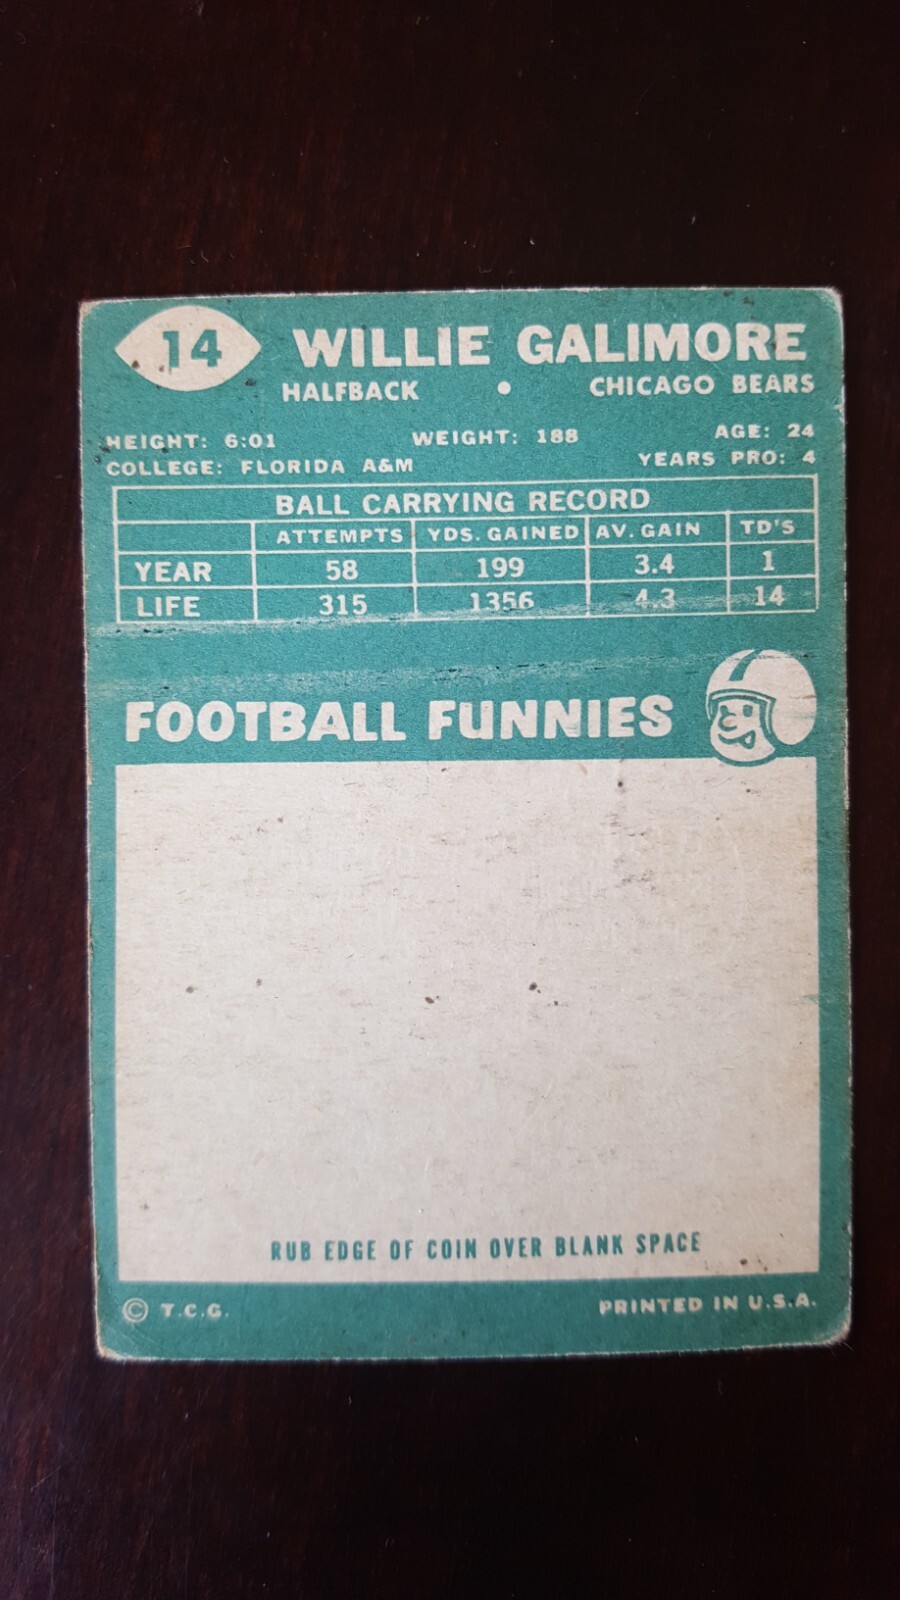 14 WILLIE GALIMORE
HALFBACK • CHICAGO BEARS
HEIGHT: 6:01 WEIGHT: 188 AGE: 24
COLLEGE: FLORIDA A&M YEARS PRO: 4
BALL CARRYING RECORD
ATTEMPTS YDS. GAINED AV. GAIN TD'S
YEAR 58 199 3.4 1
LIFE 315 1356 4.3 14
FOOTBALL FUNNIES
RUB EDGE OF COIN OVER BLANK SPACE
© T.C.G. PRINTED IN U.S.A.